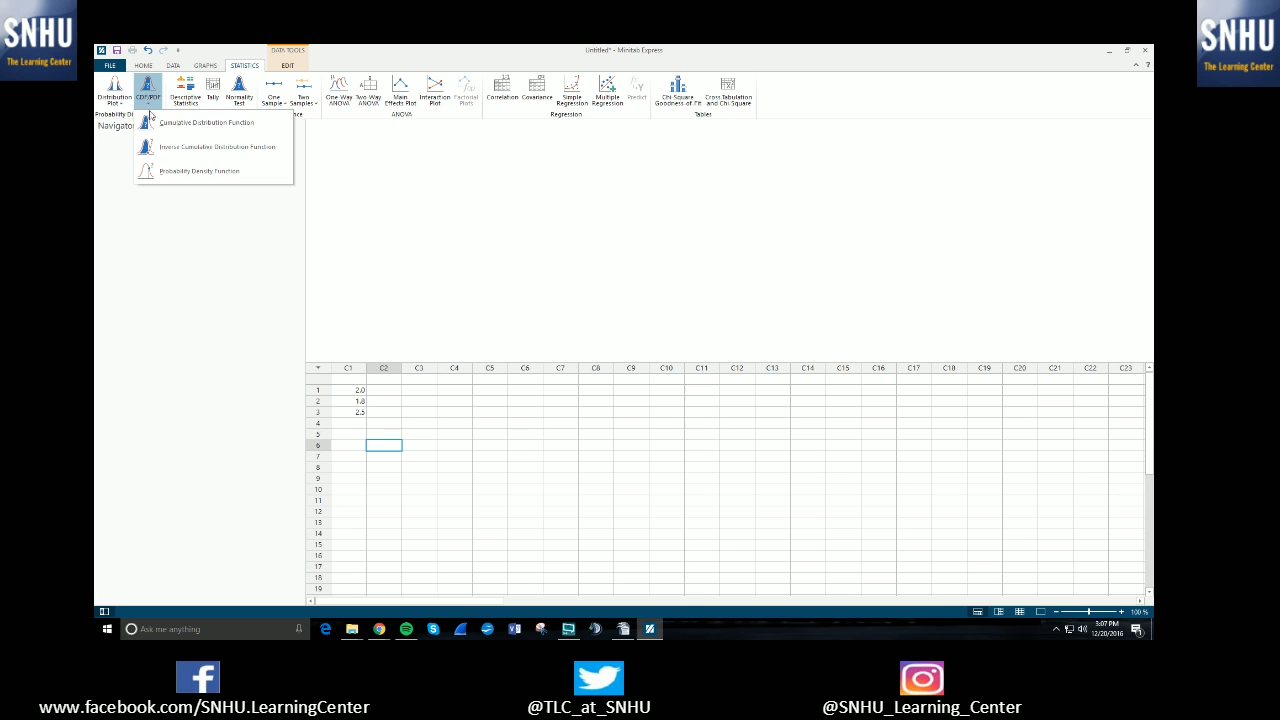 SNHU
The Learning Center
SNHU
The Learning Center
DATA TOOLS
Untitled* - Minitab Express
FILE
HOME
DATA
GRAPHS
STATISTICS
EDIT
Distribution Plot
CDF/PDF
Descriptive Statistics
Tally
Normality Test
One Sample
Two Samples
One-Way ANOVA
Two-Way ANOVA
Main Effects Plot
Interaction Plot
Factorial Plots
Correlation
Covariance
Simple Regression
Multiple Regression
Predict
Chi-Square Goodness-of-Fit
Cross Tabulation and Chi-Square
Probability Di
nce
ANOVA
Regression
Tables
Navigato
Cumulative Distribution Function
Inverse Cumulative Distribution Function
Probability Density Function
C1 C2 C3 C4 C5 C6 C7 C8 C9 C10 C11 C12 C13 C14 C15 C16 C17 C18 C19 C20 C21 C22 C23
1 2.0
2 1.8
3 2.5
4
5
6
7
8
9
10
11
12
13
14
15
16
17
18
19
100 %
Ask me anything
3:07 PM
12/20/2016
www.facebook.com/SNHU.LearningCenter
@TLC_at_SNHU
@SNHU_Learning_Center